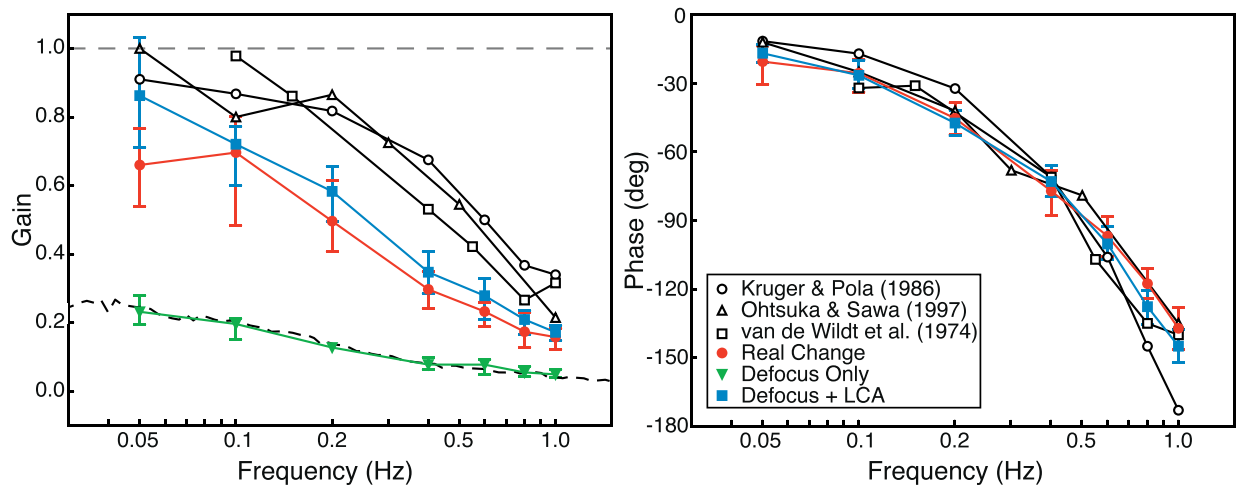 1.0
0.8
0.6
0.4
0.2
0.0
Gain
0.05 0.1 0.2 0.5 1.0
Frequency (Hz)
0
-30
-60
-90
-120
-150
-180
Phase (deg)
Kruger & Pola (1986)
Ohtsuka & Sawa (1997)
van de Wildt et al. (1974)
Real Change
Defocus Only
Defocus + LCA
0.05 0.1 0.2 0.5 1.0
Frequency (Hz)